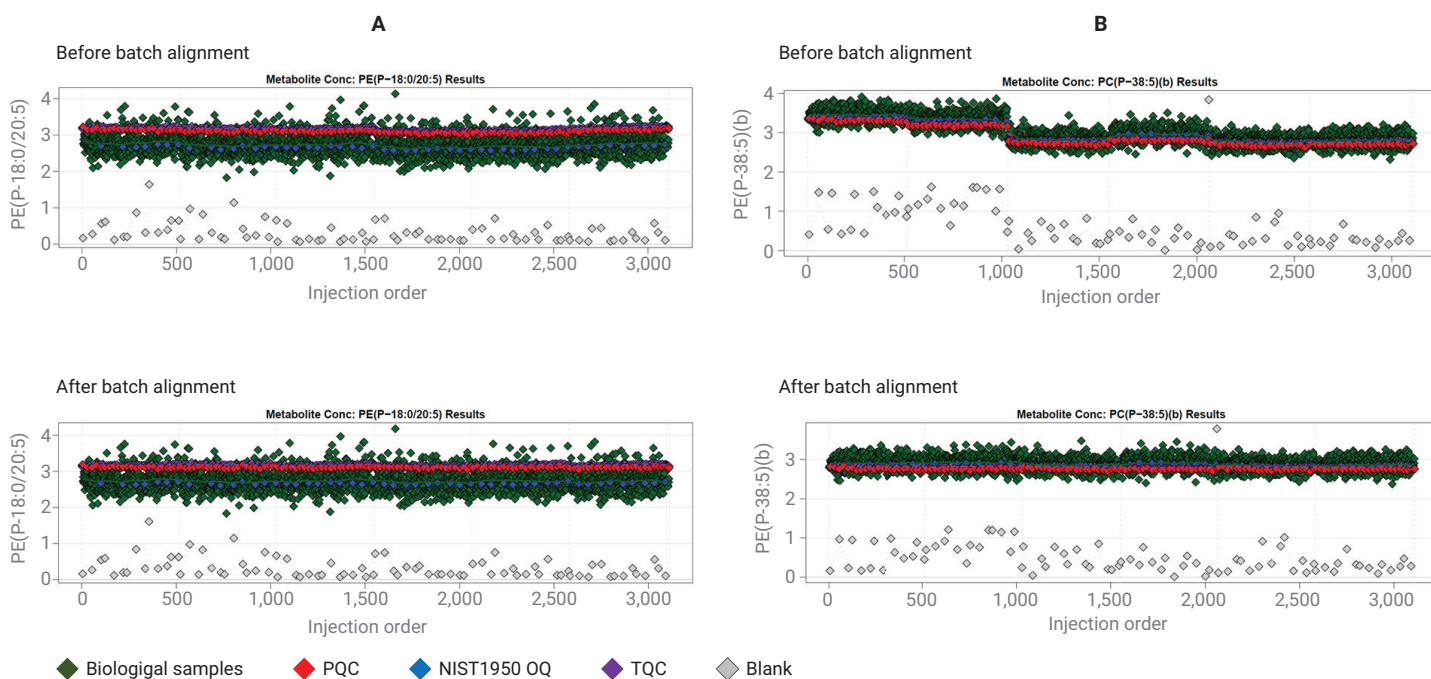 A
Before batch alignment
Metabolite Conc: PE(P−18:0/20:5) Results
PE(P-18:0/20:5)
4
3
2
1
0
0 500 1,000 1,500 2,000 2,500 3,000
Injection order
After batch alignment
Metabolite Conc: PE(P−18:0/20:5) Results
PE(P-18:0/20:5)
4
3
2
1
0
0 500 1,000 1,500 2,000 2,500 3,000
Injection order
B
Before batch alignment
Metabolite Conc: PC(P−38:5)(b) Results
PE(P-38:5)(b)
4
3
2
1
0
0 500 1,000 1,500 2,000 2,500 3,000
Injection order
After batch alignment
Metabolite Conc: PC(P−38:5)(b) Results
PE(P-38:5)(b)
3
2
1
0
0 500 1,000 1,500 2,000 2,500 3,000
Injection order
Biologigal samples PQC NIST1950 OQ TQC Blank